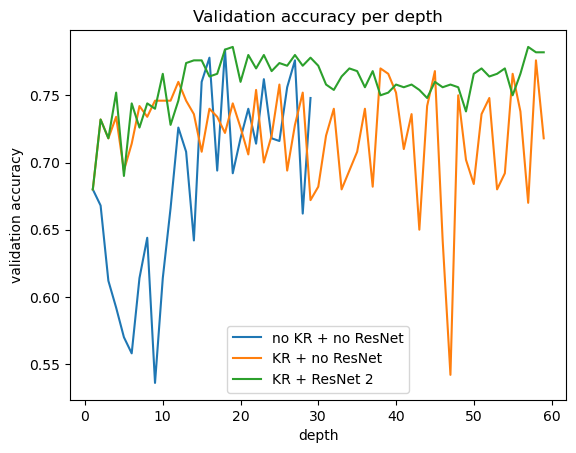 Validation accuracy per depth
validation accuracy
0.75
0.70
0.65
0.60
0.55
no KR + no ResNet
KR + no ResNet
KR + ResNet 2
0
10
20
30
40
50
60
depth